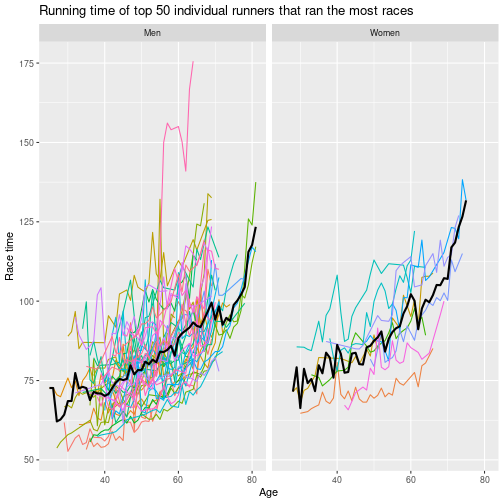 Running time of top 50 individual runners that ran the most races
Men
Women
Race time
175
150
125
100
75
50
40
60
80
40
60
80
Age